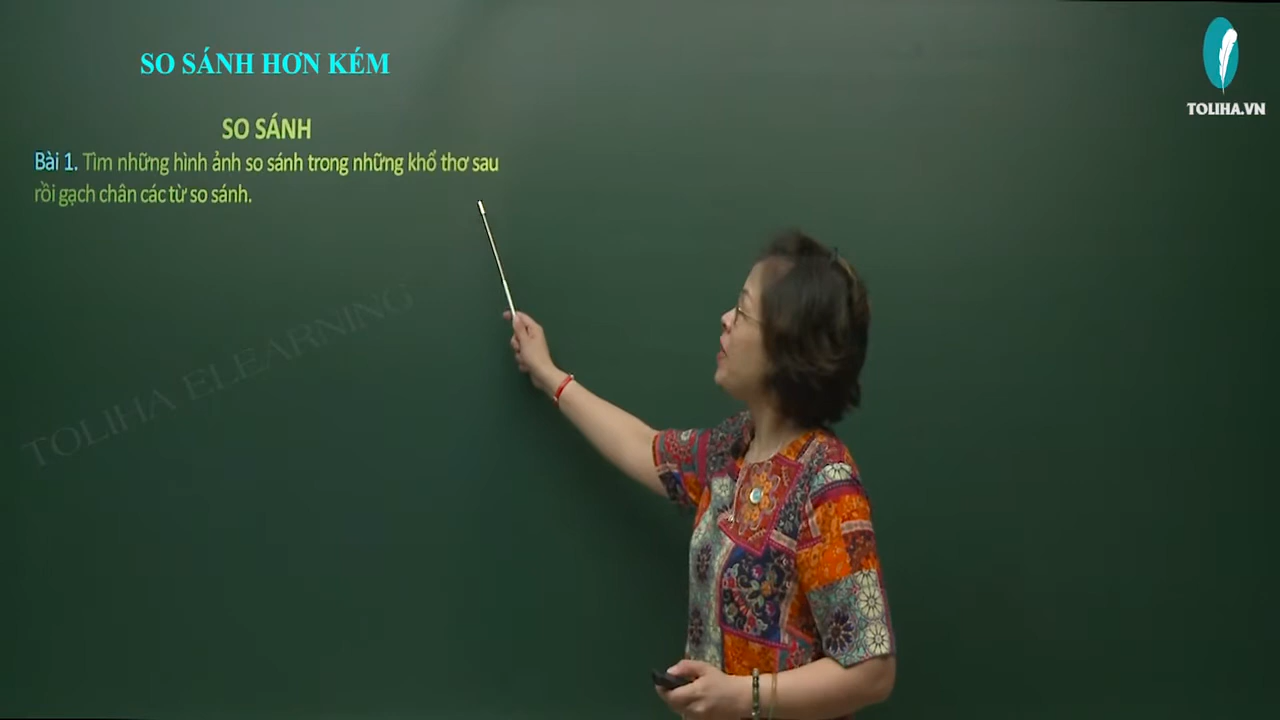 SO SÁNH HƠN KÉM
TOLIHA.VN
SO SÁNH
Bài 1. Tìm những hình ảnh so sánh trong những khổ thơ sau
rồi gạch chân các từ so sánh.
TOLIHA ELEARNING